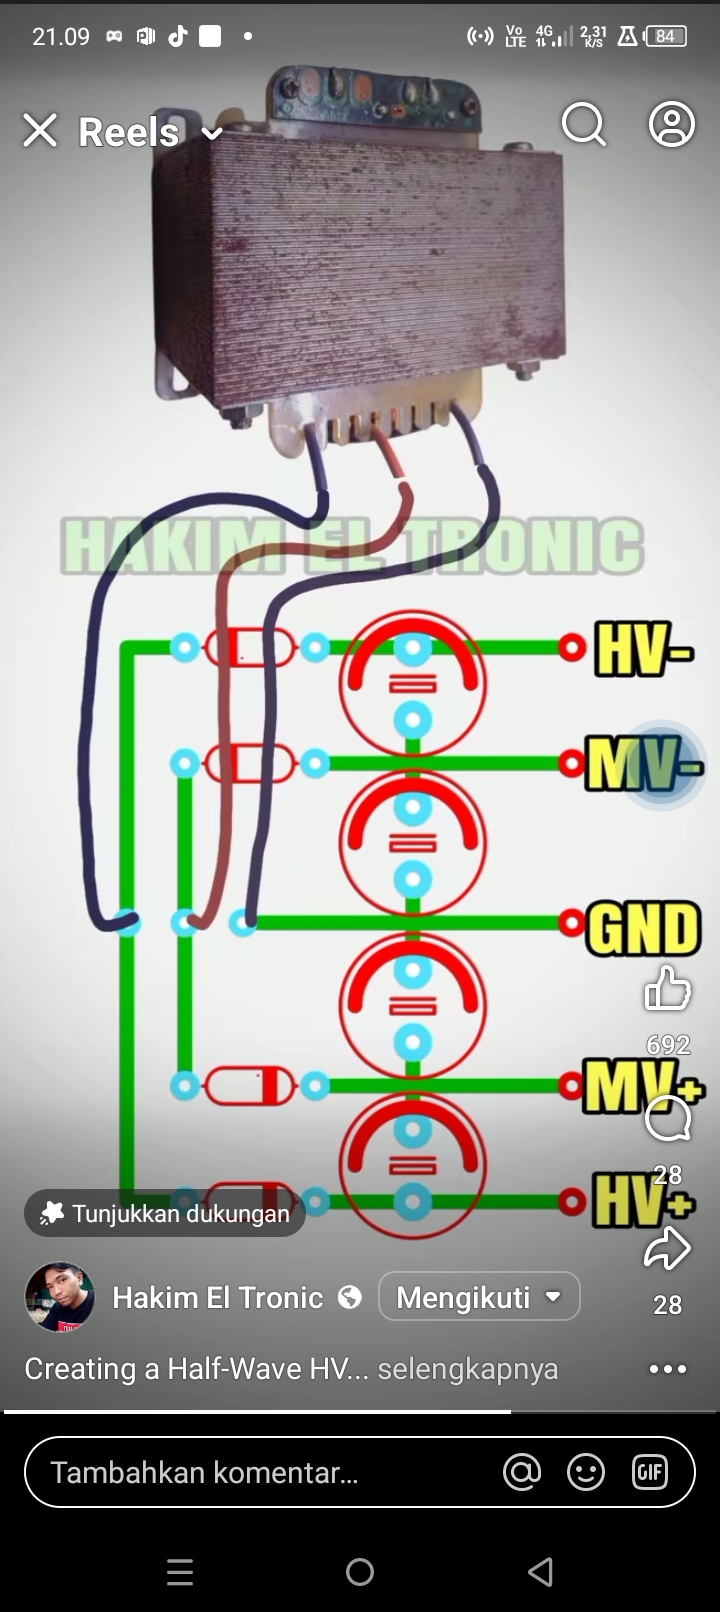 21.09
Vo
LTE
4G
2,31
K/S
84
Reels
HAKIM EL TRONIC
HV-
MV-
GND
692
MV+
28
HV+
Tunjukkan dukungan
Hakim El Tronic
Mengikuti
28
Creating a Half-Wave HV... selengkapnya
Tambahkan komentar...
GIF